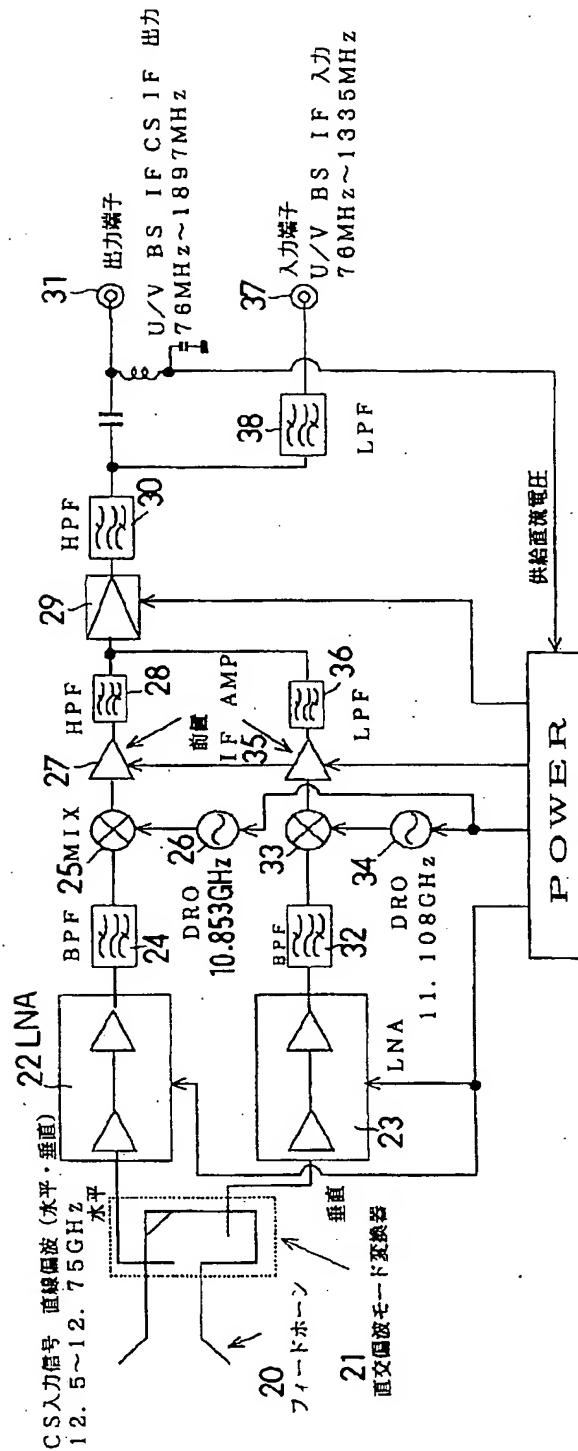 CS入力信号 直線偏波(水平・垂直)
12.5~12.75GHz
水平
垂直
20
フィードホーン
21
直交偏波モード変換器
22 LNA
23
LNA
BPF
24
BPF
32
25 MIX
33
26
DRO
10.853GHz
34
DRO
11.108GHz
27
前置
IF AMP
35
HPF
28
36
LPF
29
HPF
30
38
LPF
31
出力端子
U/V BS IF CS IF 出力
76MHz~1897MHz
37
入力端子
U/V BS IF 入力
76MHz~1335MHz
供給直流電圧
POWER